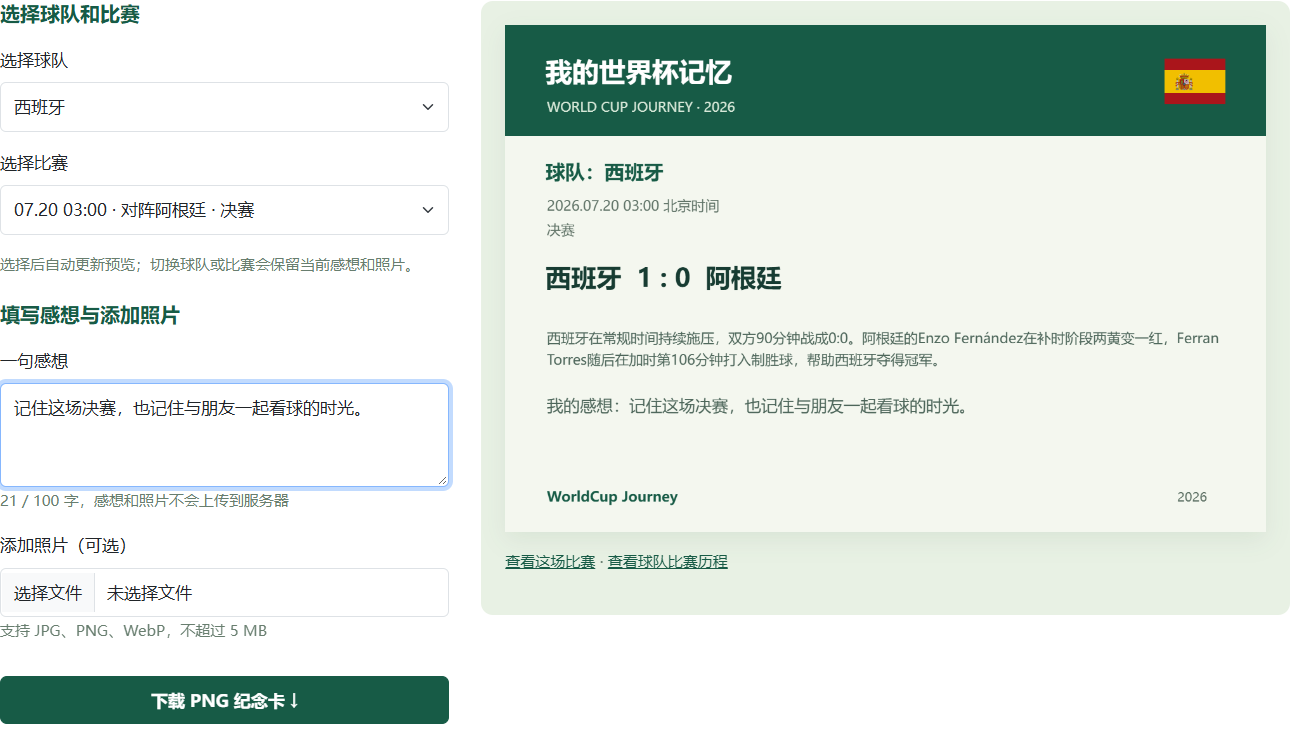 选择球队和比赛
选择球队
西班牙
选择比赛
07.20 03:00 · 对阵阿根廷 · 决赛
选择后自动更新预览；切换球队或比赛会保留当前感想和照片。
填写感想与添加照片
一句感想
记住这场决赛，也记住与朋友一起看球的时光。
21 / 100 字，感想和照片不会上传到服务器
添加照片（可选）
选择文件 未选择文件
支持 JPG、PNG、WebP，不超过 5 MB
下载 PNG 纪念卡↓
我的世界杯记忆
WORLD CUP JOURNEY · 2026
球队：西班牙
2026.07.20 03:00 北京时间
决赛
西班牙 1 : 0 阿根廷
西班牙在常规时间持续施压，双方90分钟战成0:0。阿根廷的Enzo Fernández在补时阶段两黄变一红，Ferran
Torres随后在加时第106分钟打入制胜球，帮助西班牙夺得冠军。
我的感想：记住这场决赛，也记住与朋友一起看球的时光。
WorldCup Journey
2026
查看这场比赛 · 查看球队比赛历程